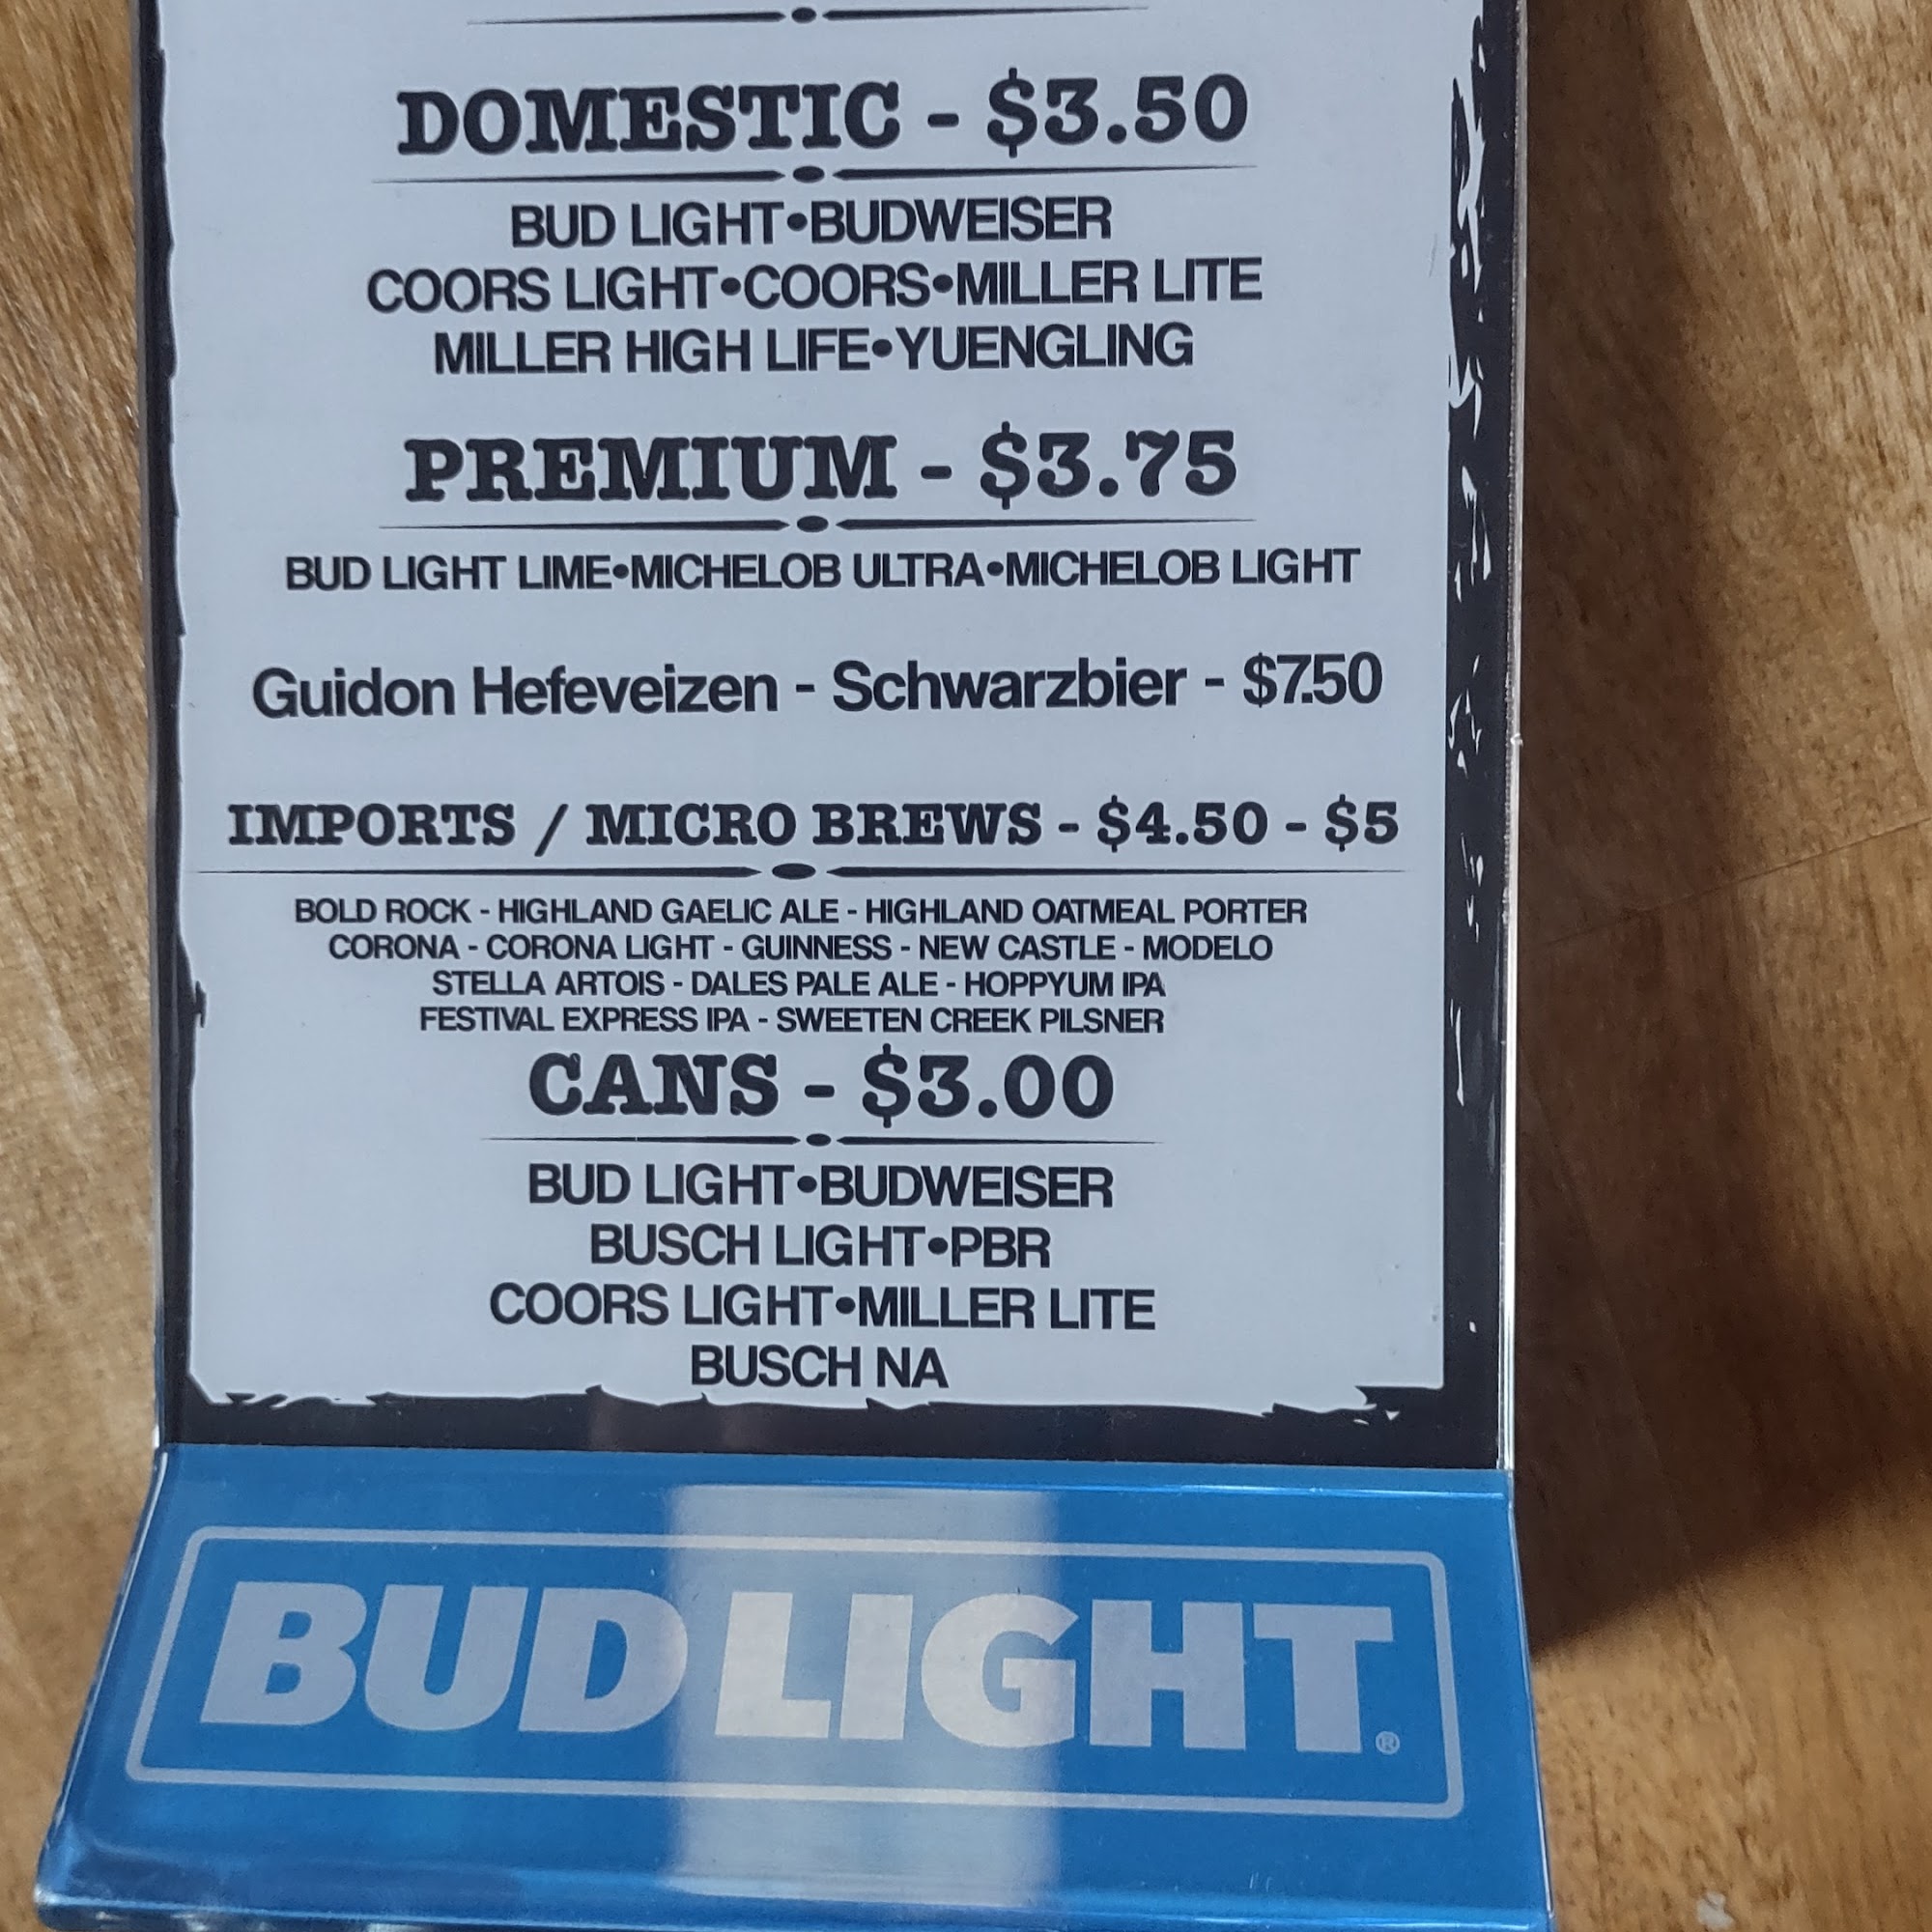 DOMESTIC - $3.50
BUD LIGHT•BUDWEISER
COORS LIGHT•COORS•MILLER LITE
MILLER HIGH LIFE•YUENGLING
PREMIUM - $3.75
BUD LIGHT LIME•MICHELOB ULTRA•MICHELOB LIGHT
Guidon Hefeveizen - Schwarzbier - $7.50
IMPORTS / MICRO BREWS - $4.50 - $5
BOLD ROCK - HIGHLAND GAELIC ALE - HIGHLAND OATMEAL PORTER
CORONA - CORONA LIGHT - GUINNESS - NEW CASTLE - MODELO
STELLA ARTOIS - DALES PALE ALE - HOPPYUM IPA
FESTIVAL EXPRESS IPA - SWEETEN CREEK PILSNER
CANS - $3.00
BUD LIGHT•BUDWEISER
BUSCH LIGHT•PBR
COORS LIGHT•MILLER LITE
BUSCH NA
BUD LIGHT®